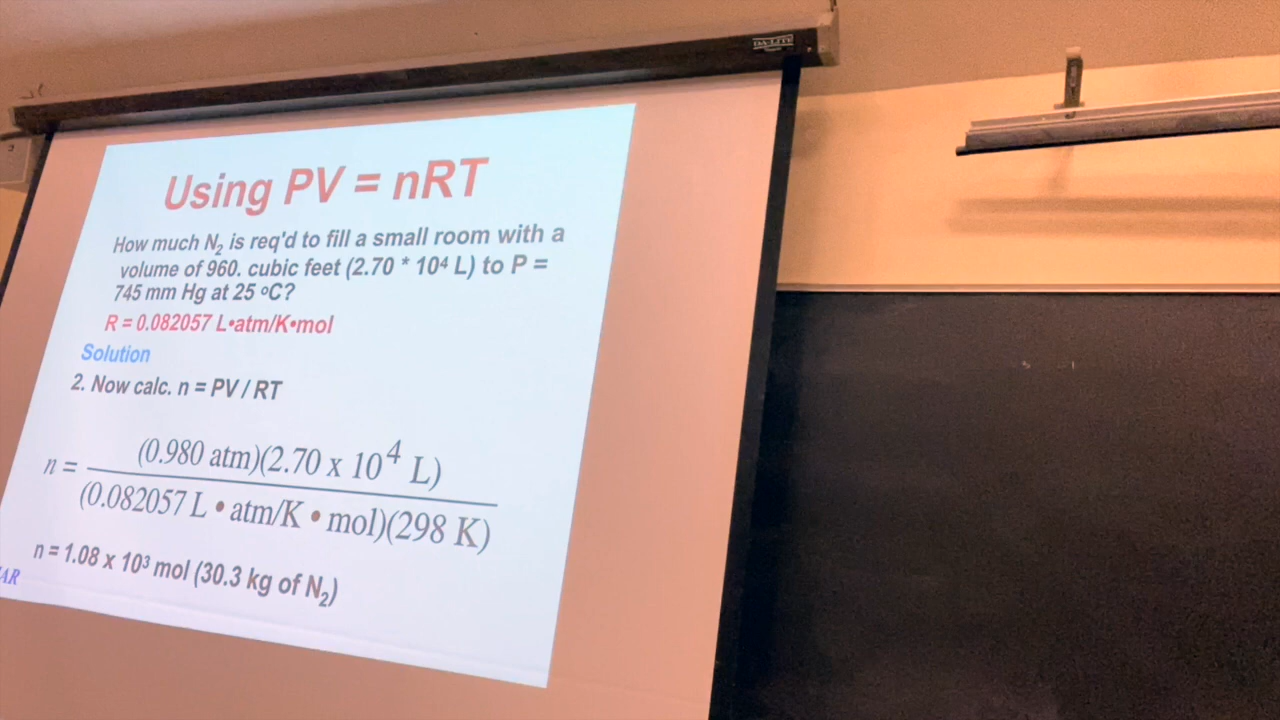 DA-LITE
Using PV = nRT
How much N₂ is req'd to fill a small room with a
volume of 960. cubic feet (2.70 * 10⁴ L) to P =
745 mm Hg at 25 ºC?
R = 0.082057 L•atm/K•mol
Solution
2. Now calc. n = PV / RT
n = (0.980 atm)(2.70 x 10⁴ L)
(0.082057 L • atm/K • mol)(298 K)
n = 1.08 x 10³ mol (30.3 kg of N₂)